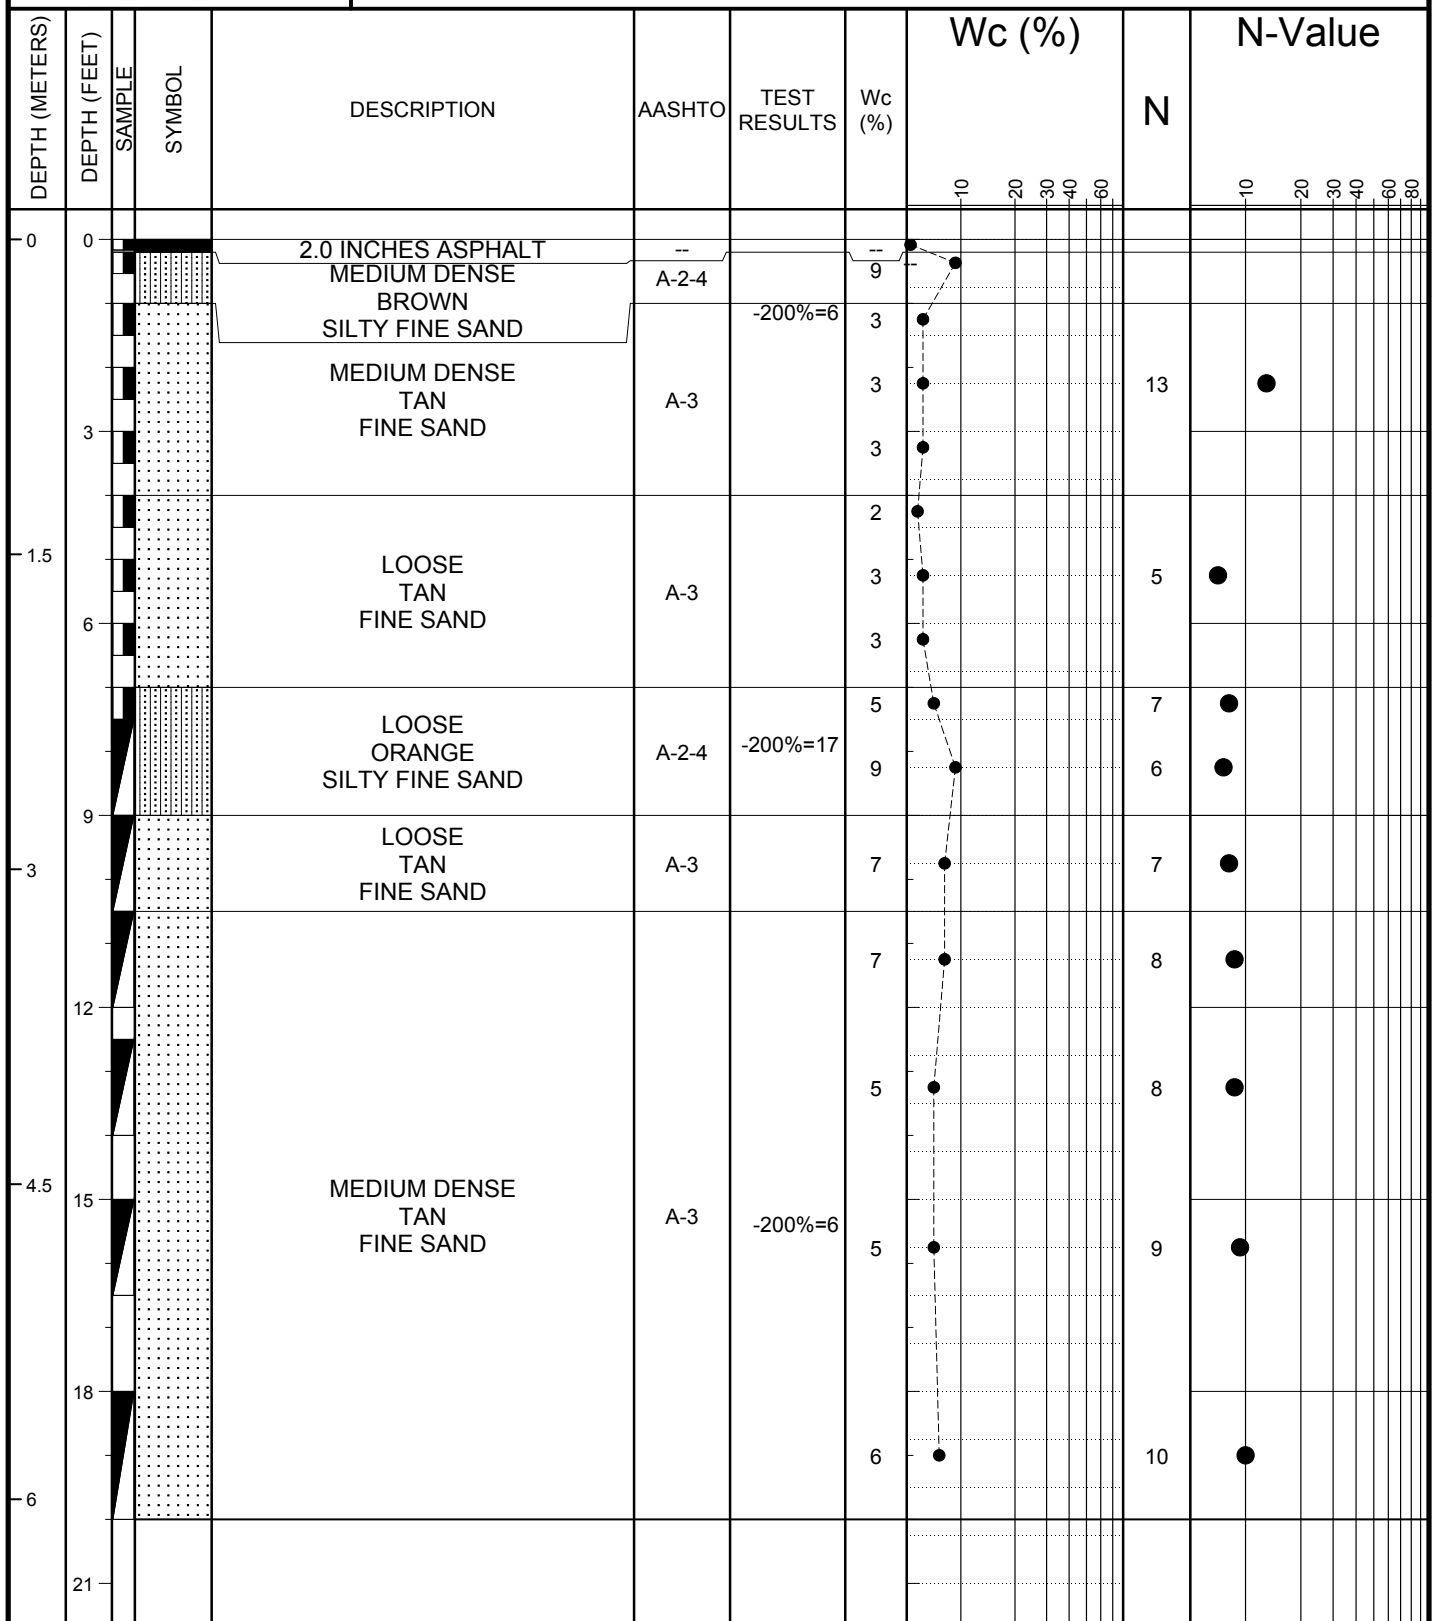 DEPTH (METERS)
DEPTH (FEET)
SAMPLE
SYMBOL
DESCRIPTION
AASHTO
TEST
RESULTS
Wc
(%)
Wc (%)
10 20 30 40 60
N
N-Value
10 20 30 40 60 80
0 0 2.0 INCHES ASPHALT -- --
--
MEDIUM DENSE
BROWN
SILTY FINE SAND
A-2-4 9
-200%=6 3
MEDIUM DENSE
TAN
FINE SAND
A-3
3 13
3 3
2
1.5
LOOSE
TAN
FINE SAND
A-3
3 5
6 3
5 7
LOOSE
ORANGE
SILTY FINE SAND
A-2-4 -200%=17
9 6
9
LOOSE
TAN
FINE SAND
A-3 7 7
3
7 8
12
5 8
4.5
15
MEDIUM DENSE
TAN
FINE SAND
A-3 -200%=6
5 9
18
6 10
6
21